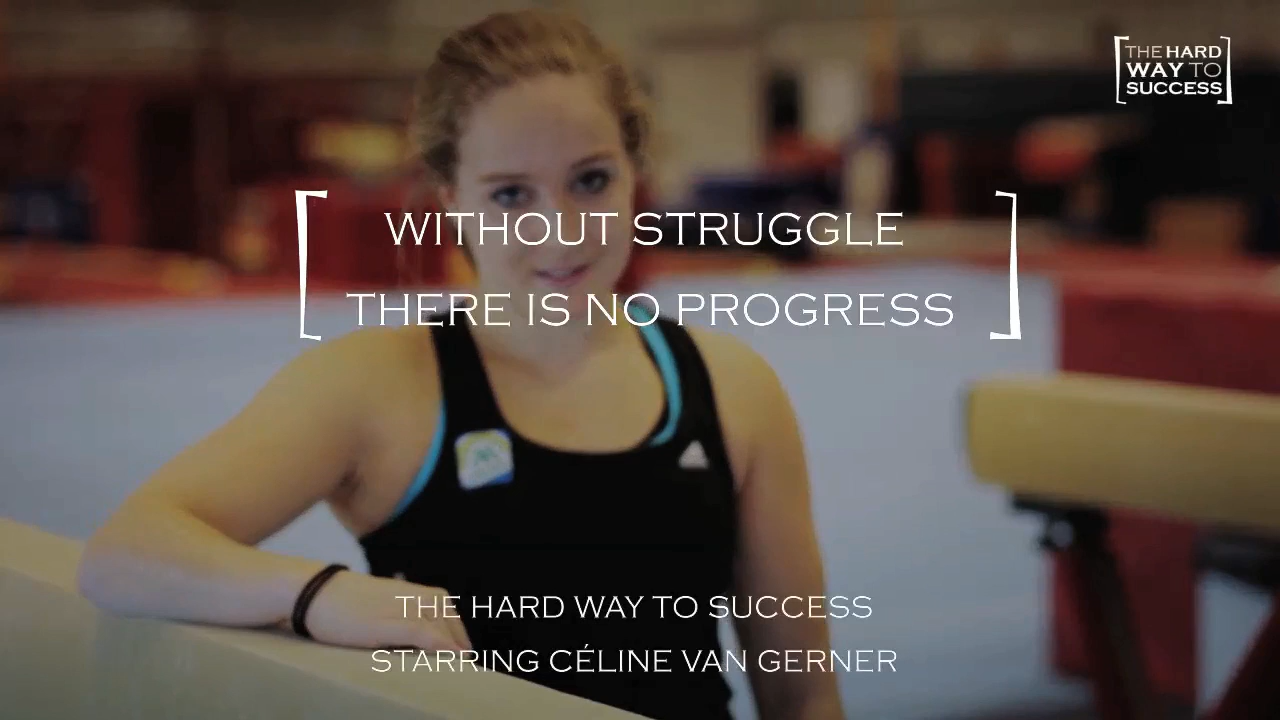 THE HARD
WAY TO
SUCCESS
WITHOUT STRUGGLE
THERE IS NO PROGRESS
THE HARD WAY TO SUCCESS
STARRING CÉLINE VAN GERNER